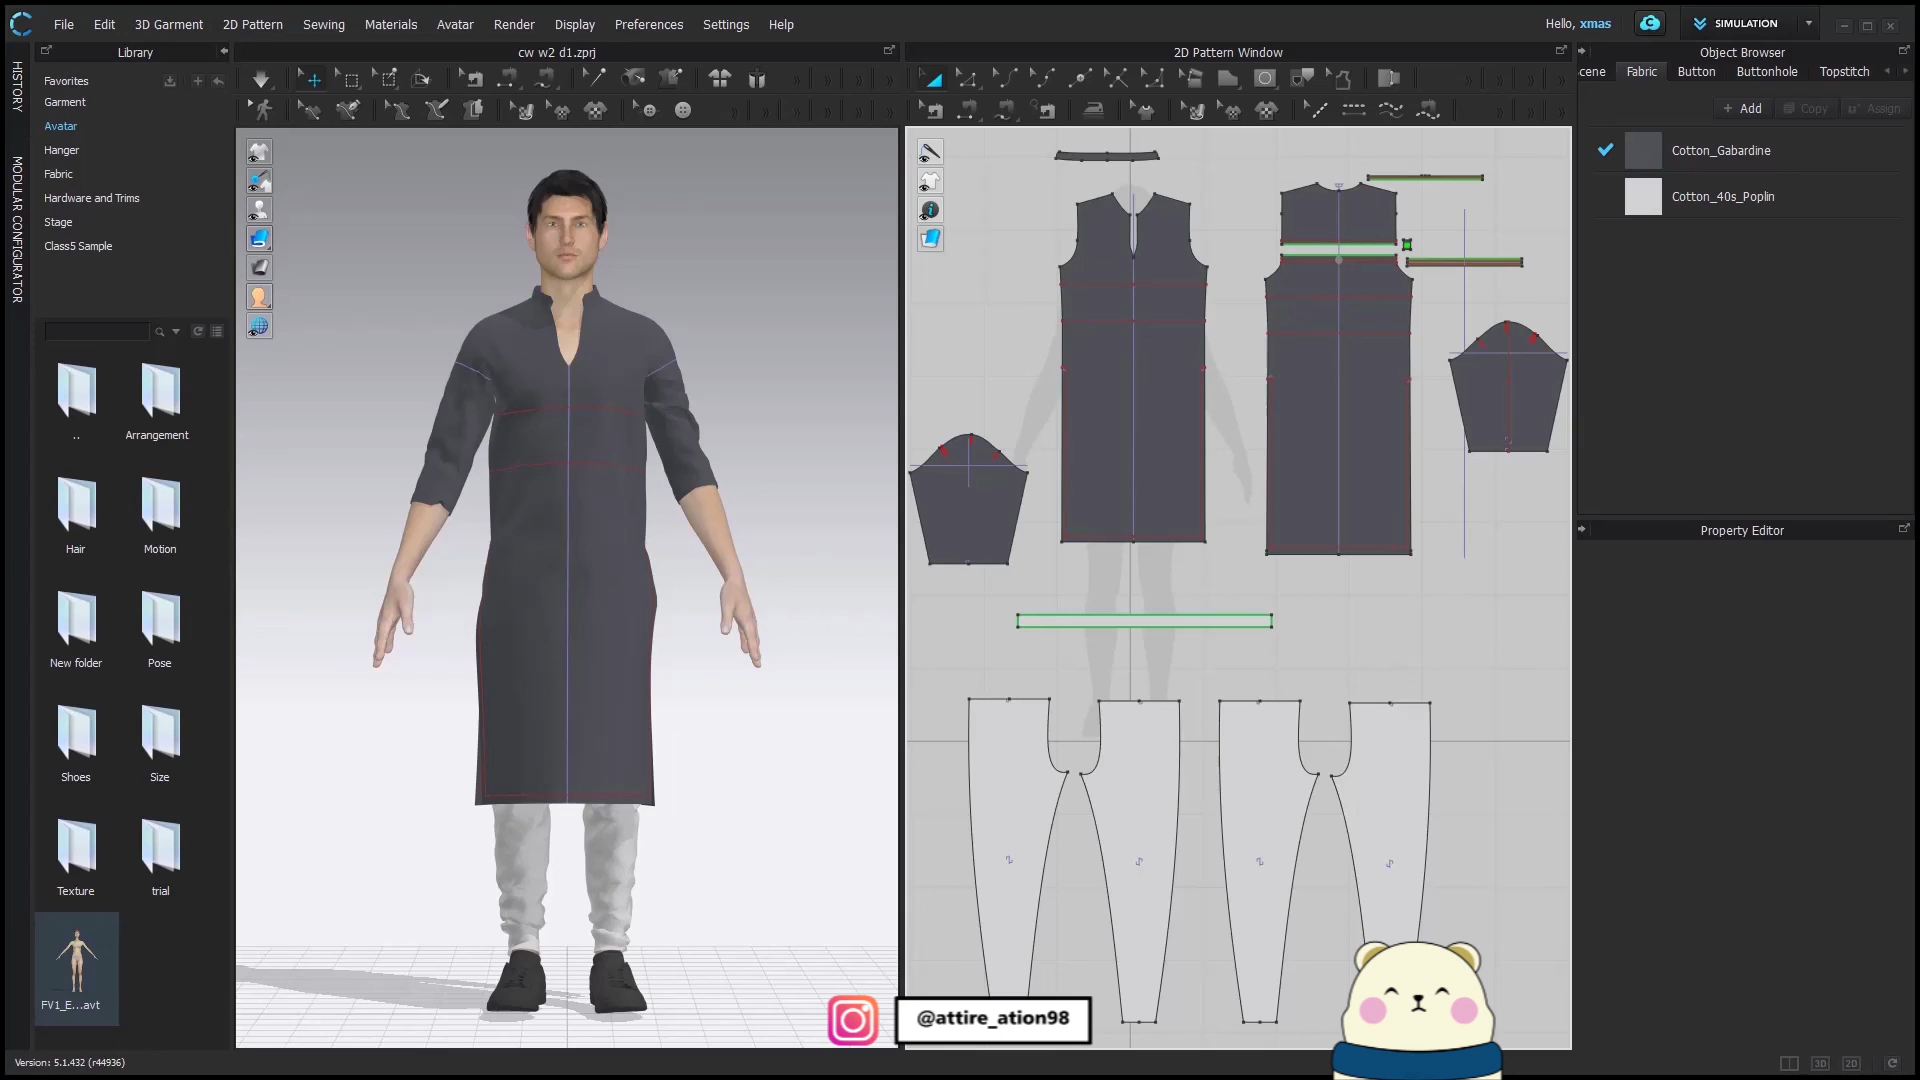 File Edit 3D Garment 2D Pattern Sewing Materials Avatar Render Display Preferences Settings Help
Hello, xmas
SIMULATION
HISTORY
MODULAR CONFIGURATOR
Library
Favorites
Garment
Avatar
Hanger
Fabric
Hardware and Trims
Stage
Class5 Sample
..
Arrangement
Hair
Motion
New folder
Pose
Shoes
Size
Texture
trial
FV1_E...avt
Version: 5.1.432 (r44936)
cw w2 d1.zprj
2D Pattern Window
@attire_ation98
Object Browser
cene Fabric Button Buttonhole Topstitch
+ Add Copy Assign
Cotton_Gabardine
Cotton_40s_Poplin
Property Editor
3D 2D